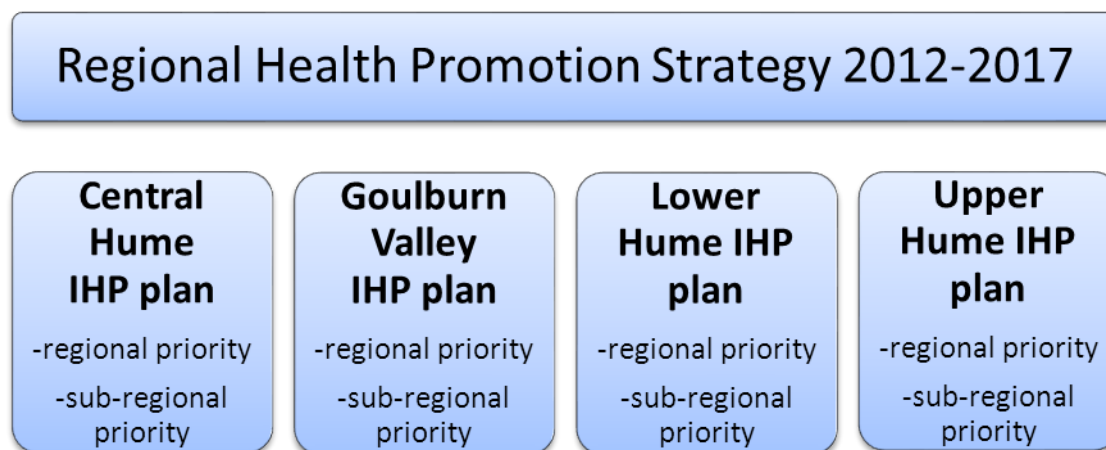 Regional Health Promotion Strategy 2012-2017
Central
Hume
IHP plan
-regional priority
-sub-regional
priority
Goulburn
Valley
IHP plan
-regional priority
-sub-regional
priority
Lower
Hume IHP
plan
-regional priority
-sub-regional
priority
Upper
Hume IHP
plan
-regional priority
-sub-regional
priority